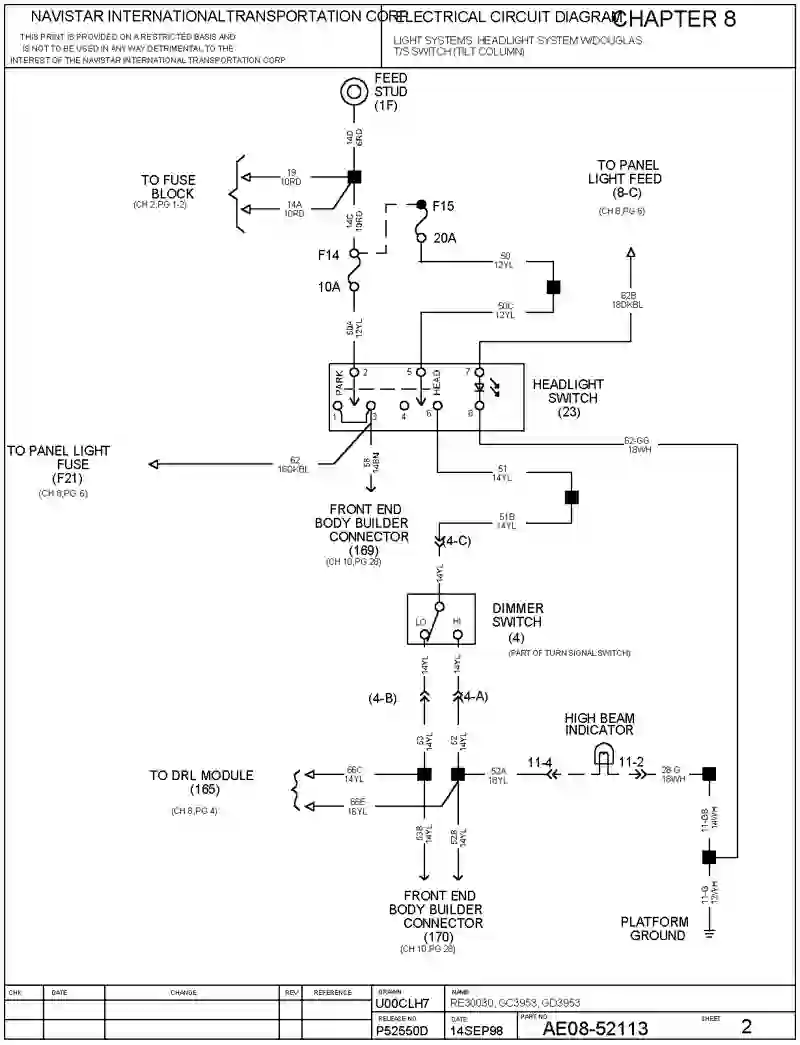 NAVISTAR INTERNATIONAL TRANSPORTATION CORP
THIS PRINT IS PROVIDED ON A RESTRICTED BASIS AND
IS NOT TO BE USED IN ANY WAY DETRIMENTAL TO THE
INTEREST OF THE NAVISTAR INTERNATIONAL TRANSPORTATION CORP
ELECTRICAL CIRCUIT DIAGRAM
CHAPTER 8
LIGHT SYSTEMS HEADLIGHT SYSTEM W/DOUGLAS
T/S SWITCH (TILT COLUMN)
FEED
STUD
(1F)
14D
6RD
TO FUSE
BLOCK
(CH 2,PG 1-2)
19
10RD
14A
10RD
14C
10RD
F15
20A
F14
10A
TO PANEL
LIGHT FEED
(8-C)
(CH 8,PG 6)
50
12YL
62B
18DKBL
50C
12YL
50A
12YL
2
5
7
PARK
HEAD
1
3
4
6
8
HEADLIGHT
SWITCH
(23)
TO PANEL LIGHT
FUSE
(F21)
(CH 8,PG 6)
62
16DKBL
58
14BN
62-GG
18WH
51
14YL
51B
14YL
FRONT END
BODY BUILDER
CONNECTOR
(169)
(CH 10,PG 28)
(4-C)
14YL
LO
HI
DIMMER
SWITCH
(4)
(PART OF TURN SIGNAL SWITCH)
14YL
14YL
(4-B)
(4-A)
53
14YL
52
14YL
HIGH BEAM
INDICATOR
TO DRL MODULE
(165)
(CH 8,PG 4)
66C
14YL
66E
16YL
52A
18YL
11-4
11-2
28-G
18WH
53B
14YL
52B
14YL
11-GB
14WH
11-G
12WH
FRONT END
BODY BUILDER
CONNECTOR
(170)
(CH 10,PG 28)
PLATFORM
GROUND
CHK
DATE
CHANGE
REV
REFERENCE
DRAWN
U00CLH7
NAME
RE30030, GC3953, GD3953
RELEASE NO
P52550D
DATE
14SEP98
PART NO
AE08-52113
SHEET
2